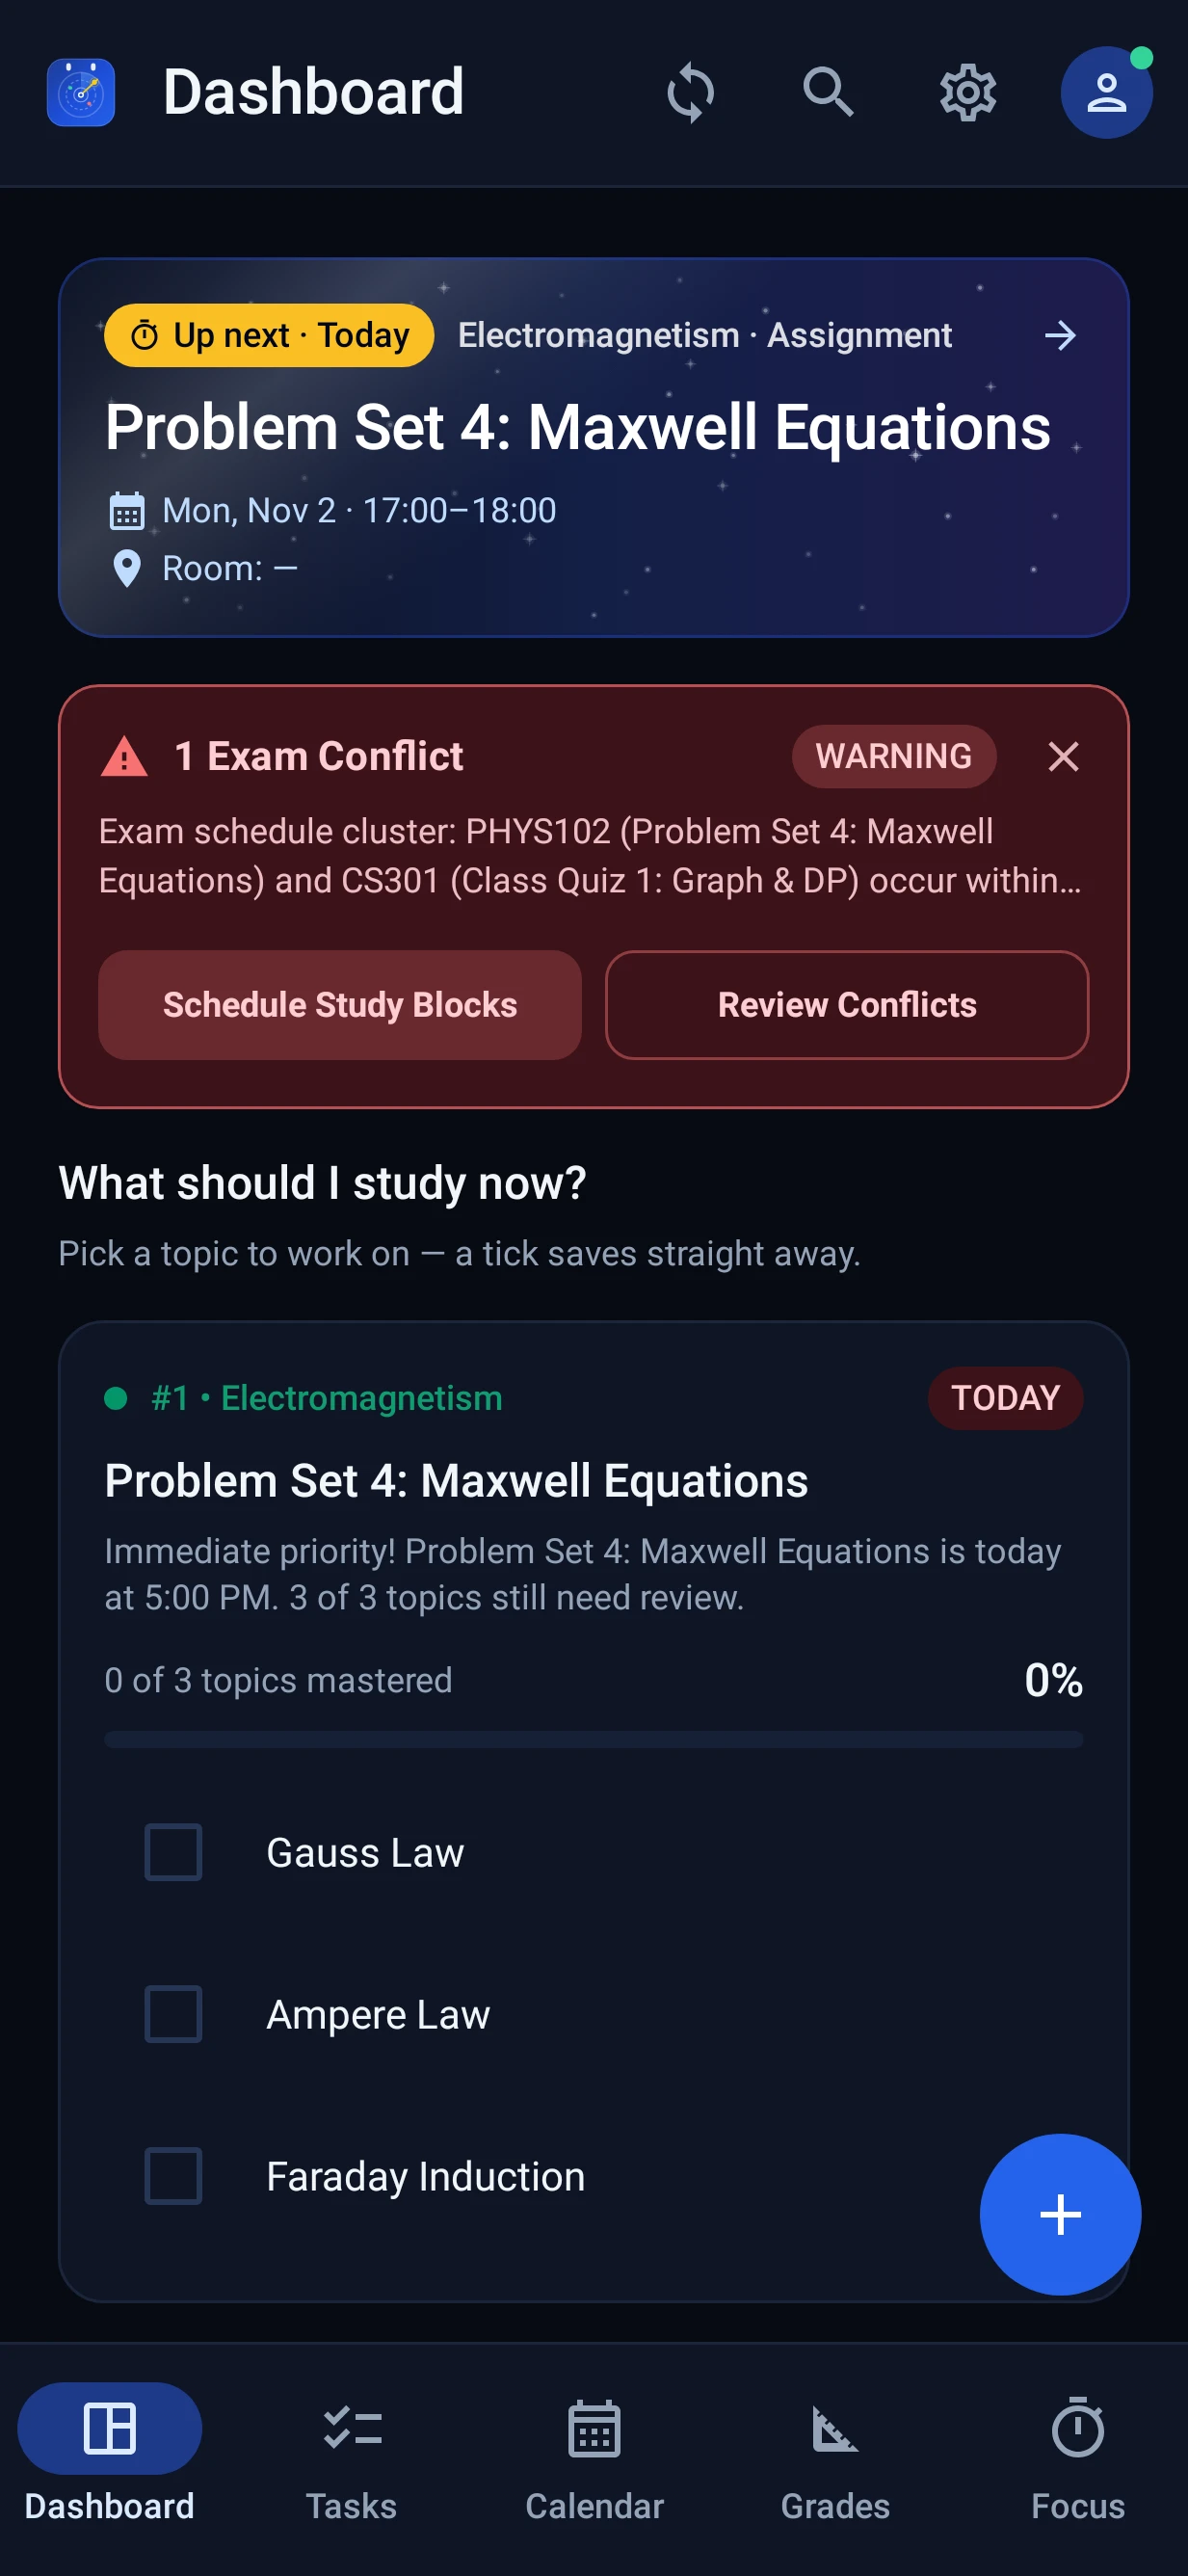 Dashboard
Up next · Today
Electromagnetism · Assignment
Problem Set 4: Maxwell Equations
Mon, Nov 2 · 17:00–18:00
Room: —
1 Exam Conflict
WARNING
Exam schedule cluster: PHYS102 (Problem Set 4: Maxwell
Equations) and CS301 (Class Quiz 1: Graph & DP) occur within...
Schedule Study Blocks
Review Conflicts
What should I study now?
Pick a topic to work on — a tick saves straight away.
#1 • Electromagnetism
TODAY
Problem Set 4: Maxwell Equations
Immediate priority! Problem Set 4: Maxwell Equations is today
at 5:00 PM. 3 of 3 topics still need review.
0 of 3 topics mastered
0%
Gauss Law
Ampere Law
Faraday Induction
Dashboard
Tasks
Calendar
Grades
Focus